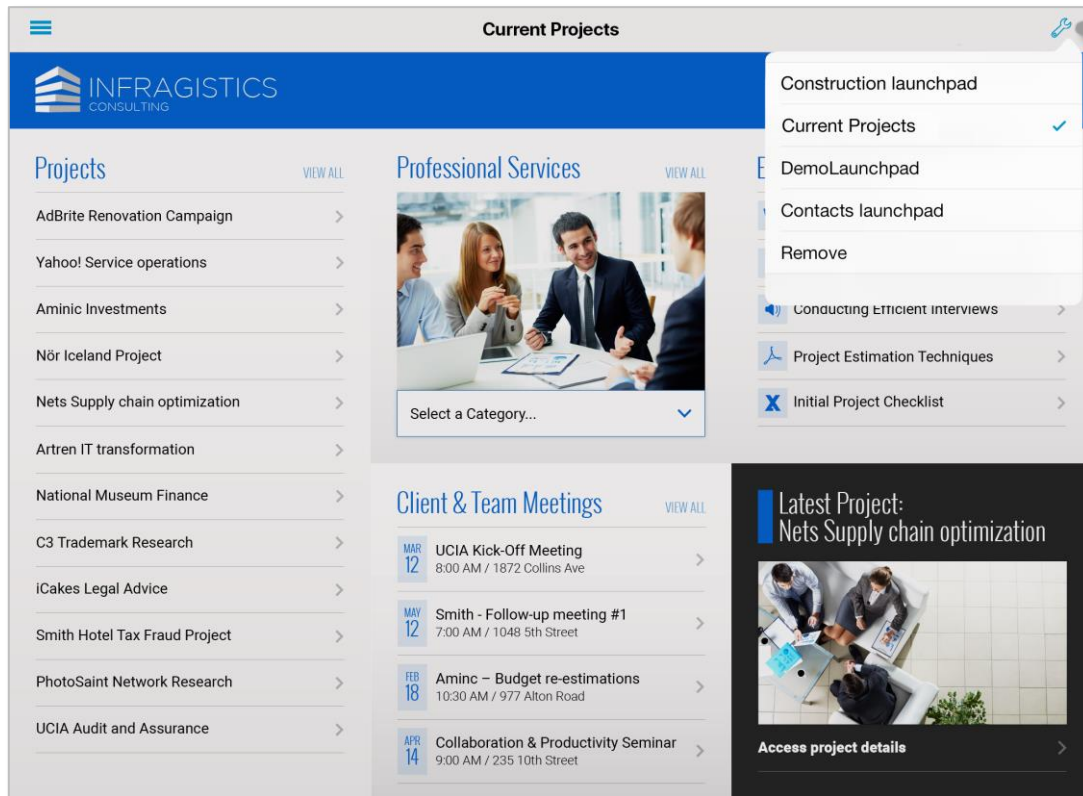 Current Projects
INFRAGISTICS
CONSULTING
Construction launchpad
Current Projects
DemoLaunchpad
Contacts launchpad
Remove
Projects
VIEW ALL
AdBrite Renovation Campaign
Yahoo! Service operations
Aminic Investments
Nör Iceland Project
Nets Supply chain optimization
Artren IT transformation
National Museum Finance
C3 Trademark Research
iCakes Legal Advice
Smith Hotel Tax Fraud Project
PhotoSaint Network Research
UCIA Audit and Assurance
Professional Services
VIEW ALL
Select a Category...
Conducting Efficient Interviews
Project Estimation Techniques
Initial Project Checklist
Client & Team Meetings
VIEW ALL
MAR
12
UCIA Kick-Off Meeting
8:00 AM / 1872 Collins Ave
MAY
12
Smith - Follow-up meeting #1
7:00 AM / 1048 5th Street
FEB
18
Aminc – Budget re-estimations
10:30 AM / 977 Alton Road
APR
14
Collaboration & Productivity Seminar
9:00 AM / 235 10th Street
Latest Project:
Nets Supply chain optimization
Access project details